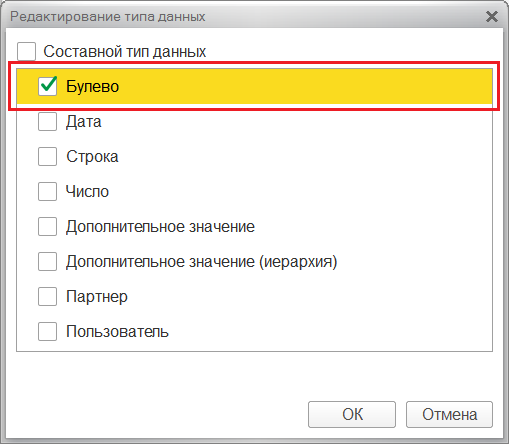 Редактирование типа данных
Составной тип данных
Булево
Дата
Строка
Число
Дополнительное значение
Дополнительное значение (иерархия)
Партнер
Пользователь
ОК
Отмена